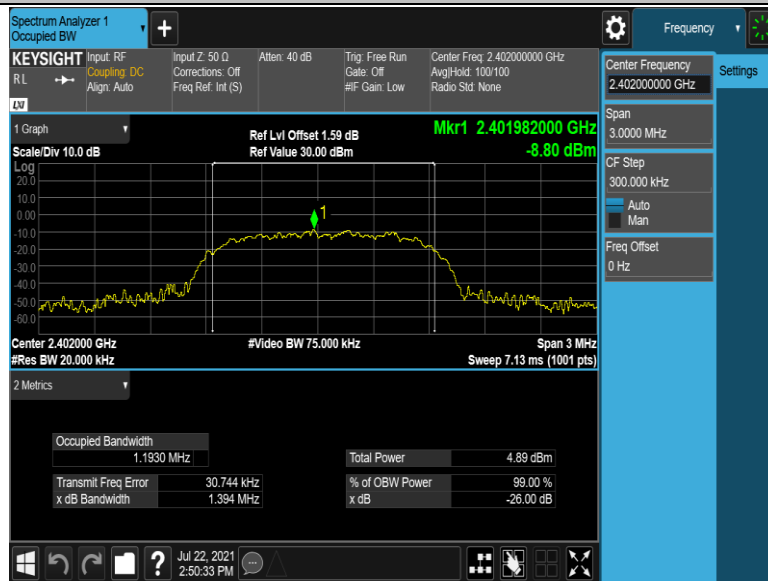 Spectrum Analyzer 1
Occupied BW
+
Frequency
KEYSIGHT
RL
LXI
Input: RF
Coupling: DC
Align: Auto
Input Z: 50 Ω
Corrections: Off
Freq Ref: Int (S)
Atten: 40 dB
Trig: Free Run
Gate: Off
#IF Gain: Low
Center Freq: 2.402000000 GHz
Avg|Hold: 100/100
Radio Std: None
Center Frequency
2.402000000 GHz
Settings
Span
3.0000 MHz
CF Step
300.000 kHz
Auto
Man
Freq Offset
0 Hz
1 Graph
Scale/Div 10.0 dB
Ref Lvl Offset 1.59 dB
Ref Value 30.00 dBm
Mkr1 2.401982000 GHz
-8.80 dBm
Log
20.0
10.0
0.00
-10.0
-20.0
-30.0
-40.0
-50.0
-60.0
1
Center 2.402000 GHz
#Res BW 20.000 kHz
#Video BW 75.000 kHz
Span 3 MHz
Sweep 7.13 ms (1001 pts)
2 Metrics
Occupied Bandwidth
1.1930 MHz
Total Power 4.89 dBm
Transmit Freq Error 30.744 kHz
% of OBW Power 99.00 %
x dB Bandwidth 1.394 MHz
x dB -26.00 dB
?
Jul 22, 2021
2:50:33 PM